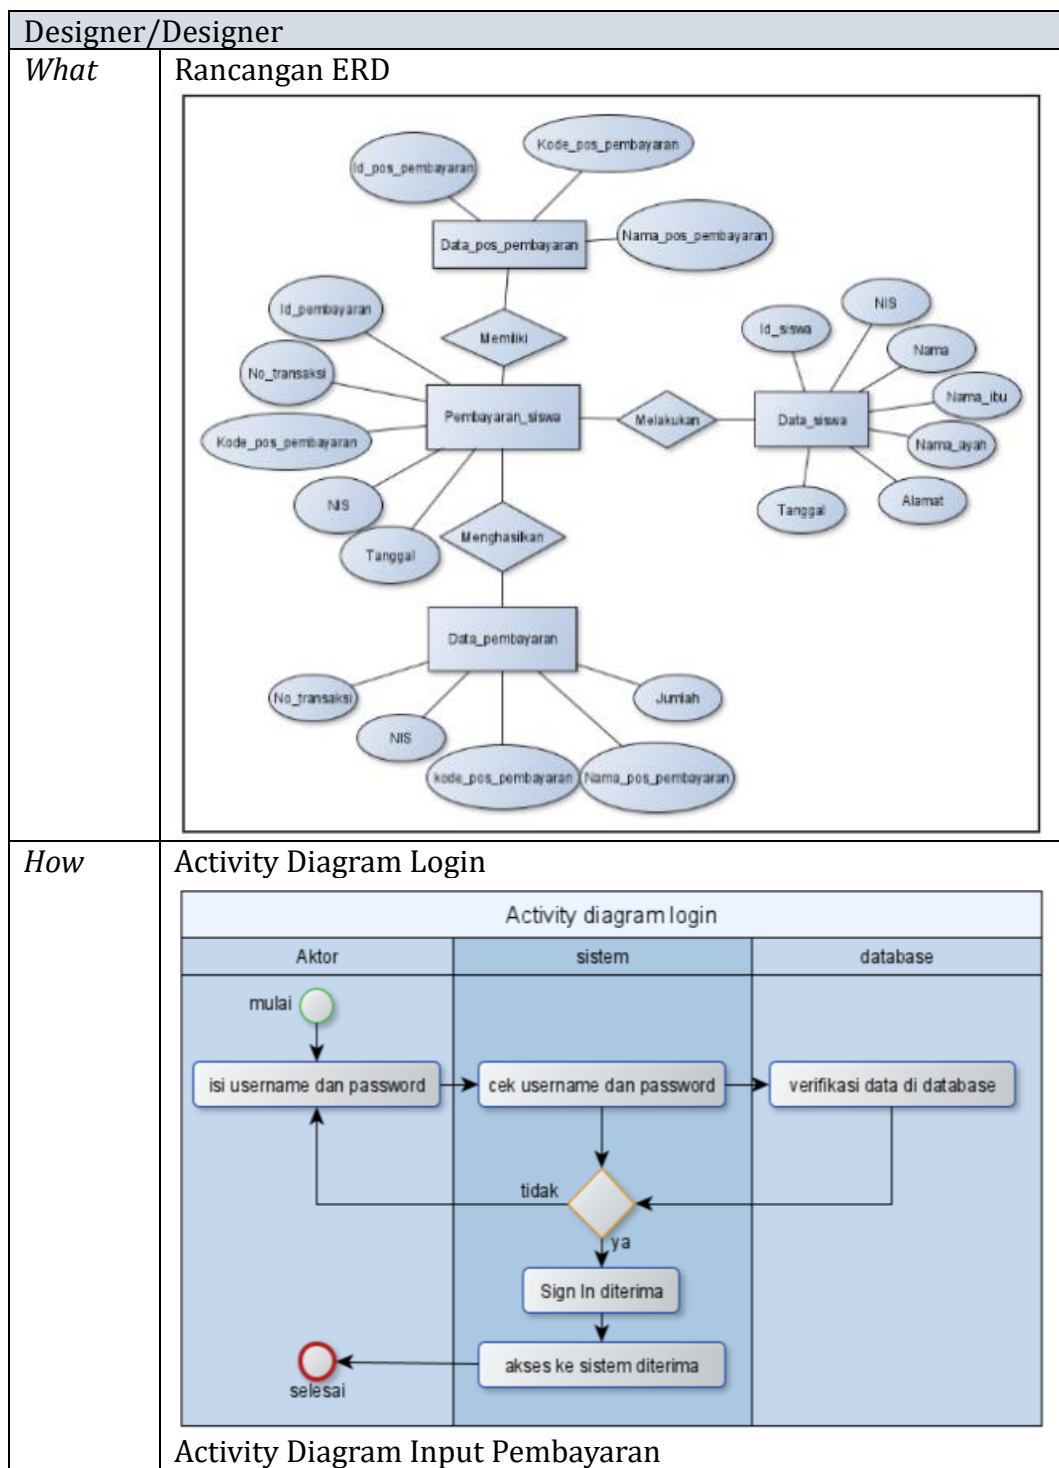 Designer/Designer
What
Rancangan ERD
Kode_pos_pembayaran
Id_pos_pembayaran
Nama_pos_pembayaran
Data_pos_pembayaran
Id_pembayaran
NIS
Id_siswa
Memiliki
Nama
No_transaksi
Nama_ibu
Pembayaran_siswa
Melakukan
Data_siswa
Kode_pos_pembayaran
Nama_ayah
NIS
Alamat
Tanggal
Menghasilkan
Tanggal
Data_pembayaran
No_transaksi
Jumlah
NIS
kode_pos_pembayaran
Nama_pos_pembayaran
How
Activity Diagram Login
Activity diagram login
Aktor
sistem
database
mulai
isi username dan password
cek username dan password
verifikasi data di database
tidak
ya
Sign In diterima
akses ke sistem diterima
selesai
Activity Diagram Input Pembayaran